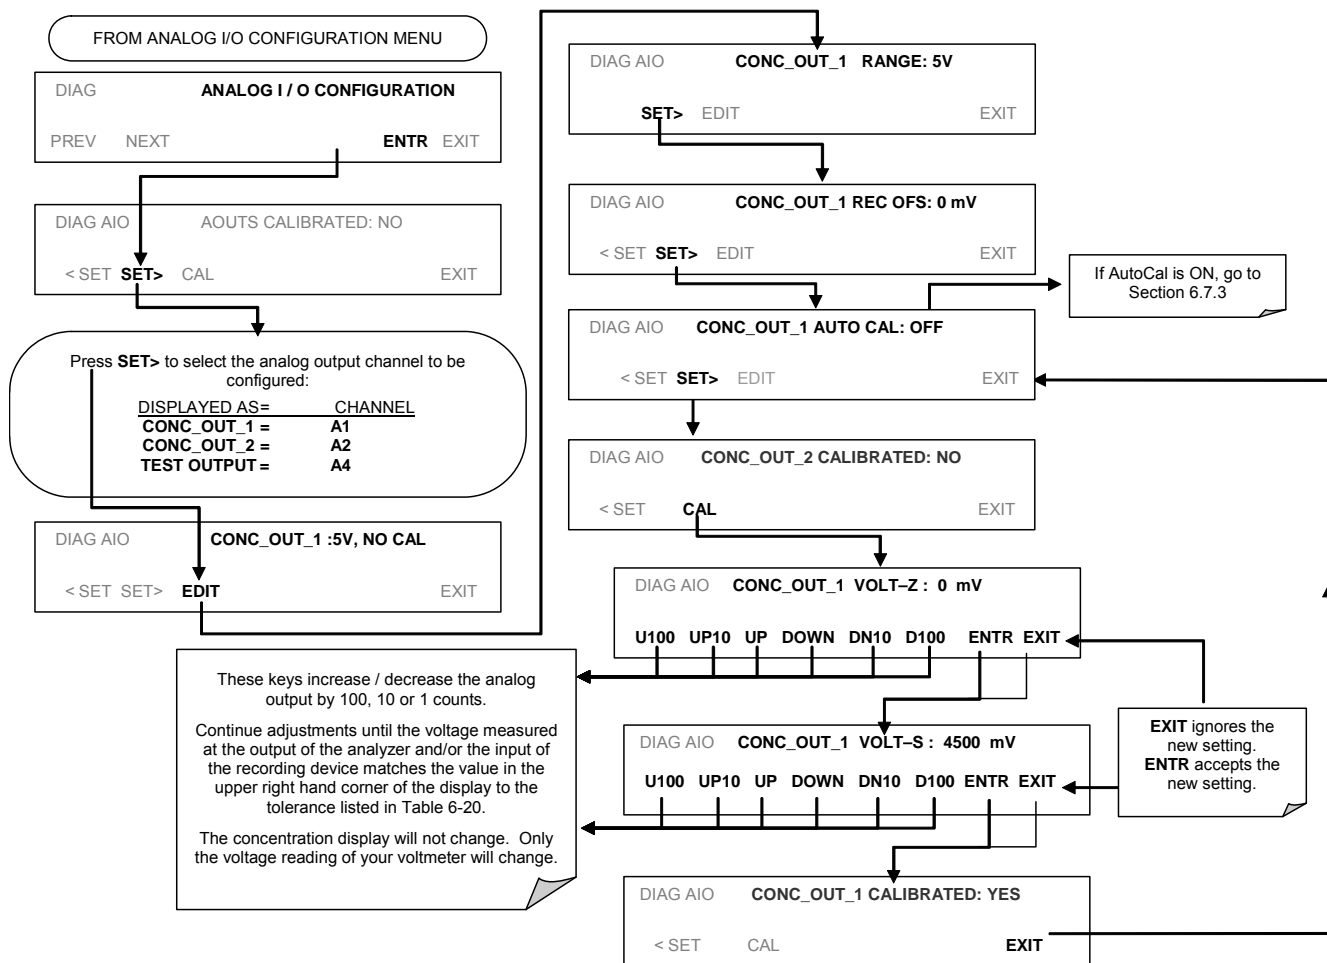 FROM ANALOG I/O CONFIGURATION MENU
DIAG ANALOG I / O CONFIGURATION
PREV NEXT ENTR EXIT
DIAG AIO AOUTS CALIBRATED: NO
< SET SET> CAL EXIT
Press SET> to select the analog output channel to be
configured:
DISPLAYED AS= CHANNEL
CONC_OUT_1 = A1
CONC_OUT_2 = A2
TEST OUTPUT = A4
DIAG AIO CONC_OUT_1 :5V, NO CAL
< SET SET> EDIT EXIT
These keys increase / decrease the analog
output by 100, 10 or 1 counts.
Continue adjustments until the voltage measured
at the output of the analyzer and/or the input of
the recording device matches the value in the
upper right hand corner of the display to the
tolerance listed in Table 6-20.
The concentration display will not change. Only
the voltage reading of your voltmeter will change.
DIAG AIO CONC_OUT_1 RANGE: 5V
SET> EDIT EXIT
DIAG AIO CONC_OUT_1 REC OFS: 0 mV
< SET SET> EDIT EXIT
If AutoCal is ON, go to
Section 6.7.3
DIAG AIO CONC_OUT_1 AUTO CAL: OFF
< SET SET> EDIT EXIT
DIAG AIO CONC_OUT_2 CALIBRATED: NO
< SET CAL EXIT
DIAG AIO CONC_OUT_1 VOLT–Z : 0 mV
U100 UP10 UP DOWN DN10 D100 ENTR EXIT
DIAG AIO CONC_OUT_1 VOLT–S : 4500 mV
U100 UP10 UP DOWN DN10 D100 ENTR EXIT
EXIT ignores the
new setting.
ENTR accepts the
new setting.
DIAG AIO CONC_OUT_1 CALIBRATED: YES
< SET CAL EXIT